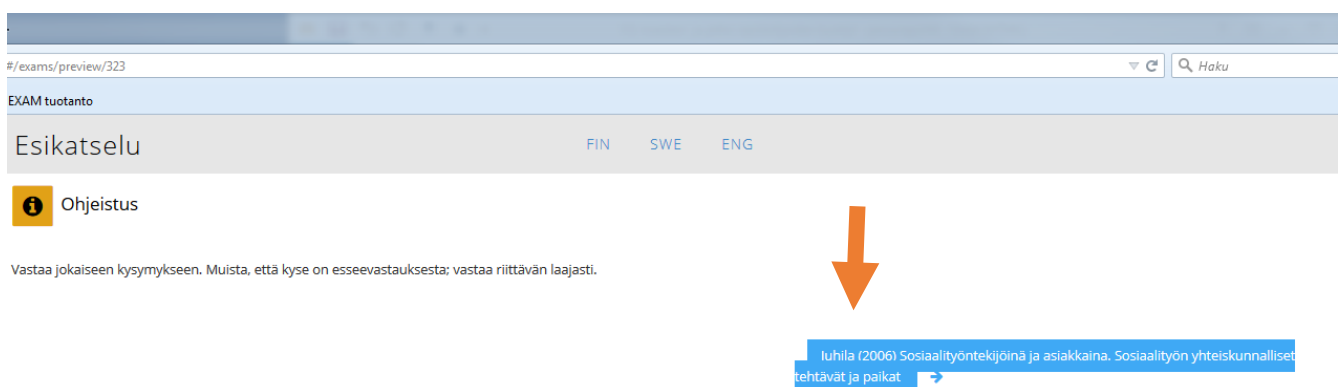 #/exams/preview/323
Haku
EXAM tuotanto
Esikatselu
FIN SWE ENG
Ohjeistus
Vastaa jokaiseen kysymykseen. Muista, että kyse on esseevastauksesta; vastaa riittävän laajasti.
Juhila (2006) Sosiaalityöntekijöinä ja asiakkaina. Sosiaalityön yhteiskunnalliset
tehtävät ja paikat